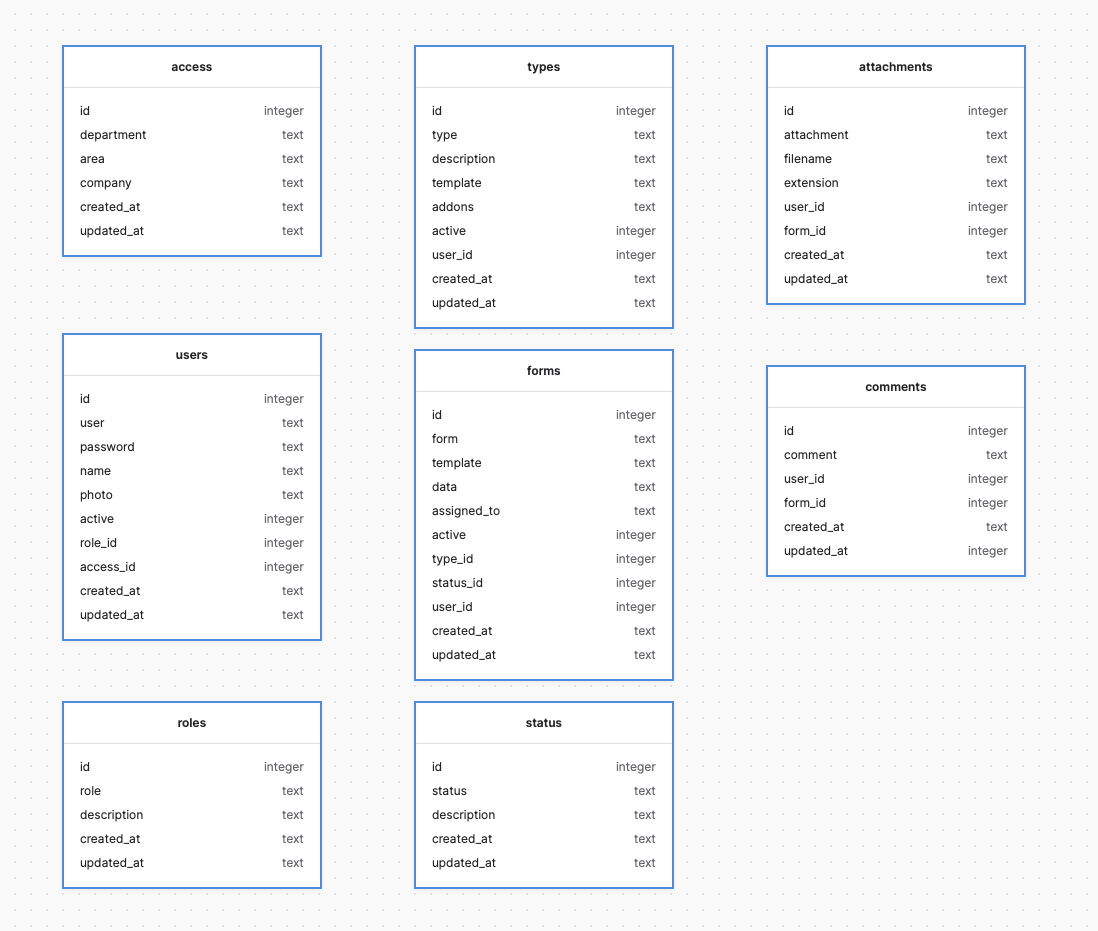 access
id integer
department text
area text
company text
created_at text
updated_at text
types
id integer
type text
description text
template text
addons text
active integer
user_id integer
created_at text
updated_at text
attachments
id integer
attachment text
filename text
extension text
user_id integer
form_id integer
created_at text
updated_at text
users
id integer
user text
password text
name text
photo text
active integer
role_id integer
access_id integer
created_at text
updated_at text
forms
id integer
form text
template text
data text
assigned_to text
active integer
type_id integer
status_id integer
user_id integer
created_at text
updated_at text
comments
id integer
comment text
user_id integer
form_id integer
created_at text
updated_at integer
roles
id integer
role text
description text
created_at text
updated_at text
status
id integer
status text
description text
created_at text
updated_at text